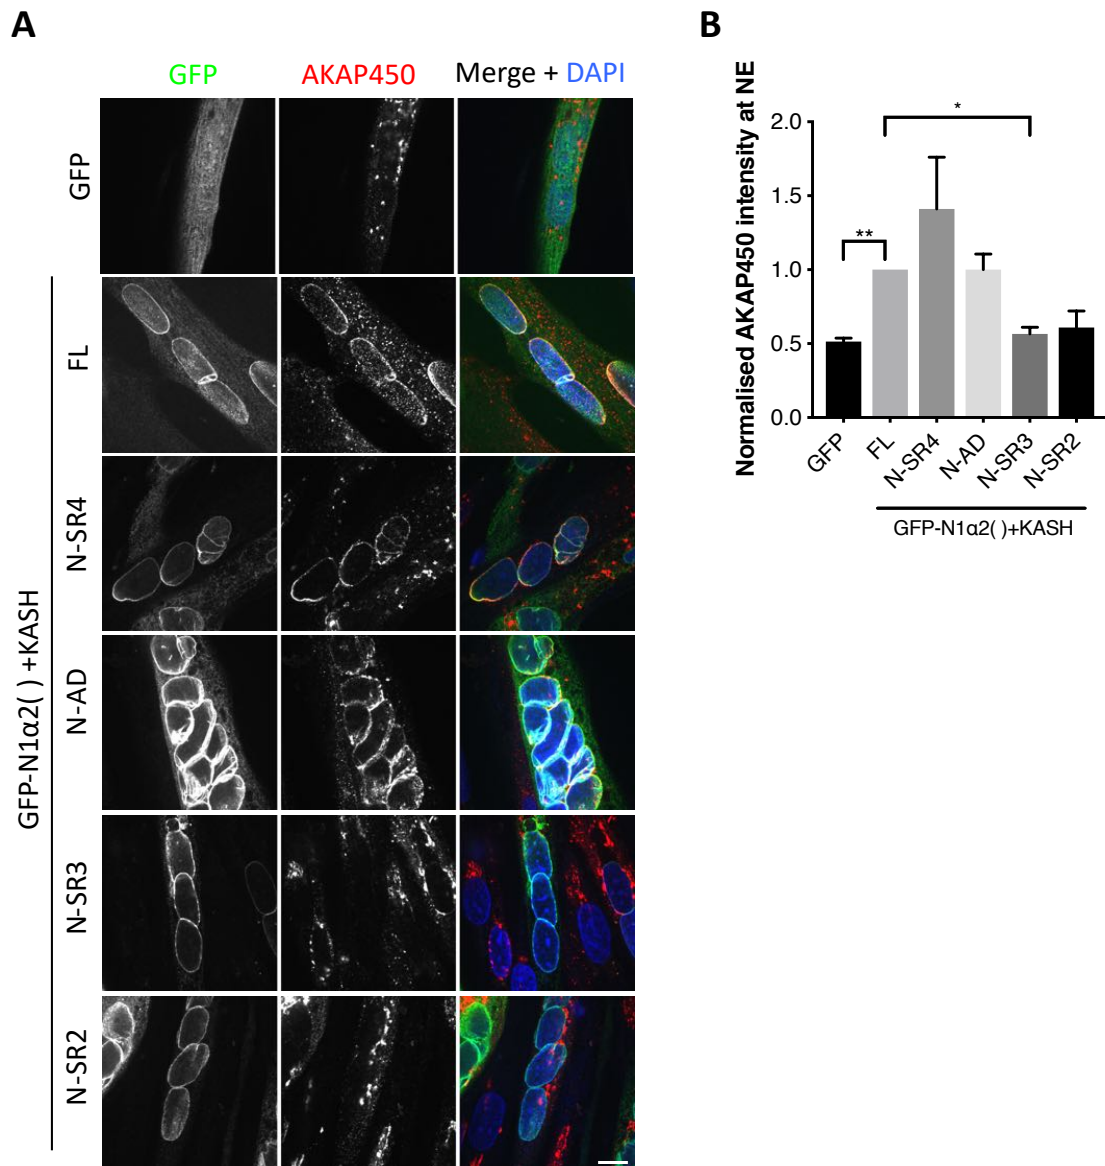 A
GFP AKAP450 Merge + DAPI
GFP
FL
N-SR4
N-AD
N-SR3
N-SR2
GFP-N1α2( ) +KASH
B
Normalised AKAP450 intensity at NE
2.0
1.5
1.0
0.5
0.0
*
**
GFP FL N-SR4 N-AD N-SR3 N-SR2
GFP-N1α2( )+KASH